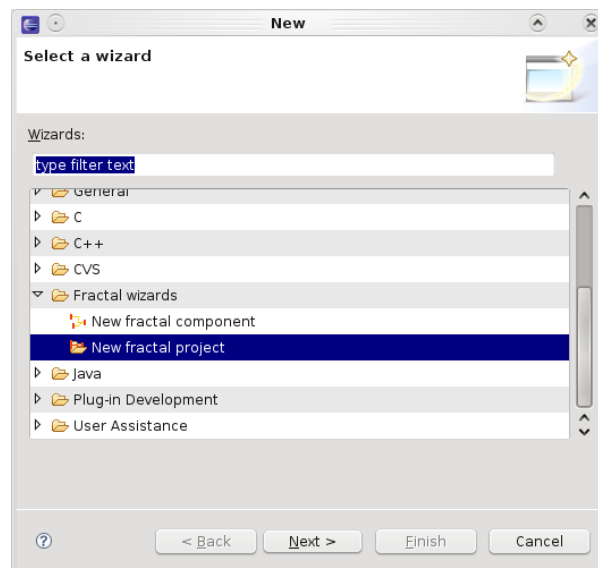 New
Select a wizard
Wizards:
type filter text
General
C
C++
CVS
Fractal wizards
New fractal component
New fractal project
Java
Plug-in Development
User Assistance
< Back Next > Finish Cancel